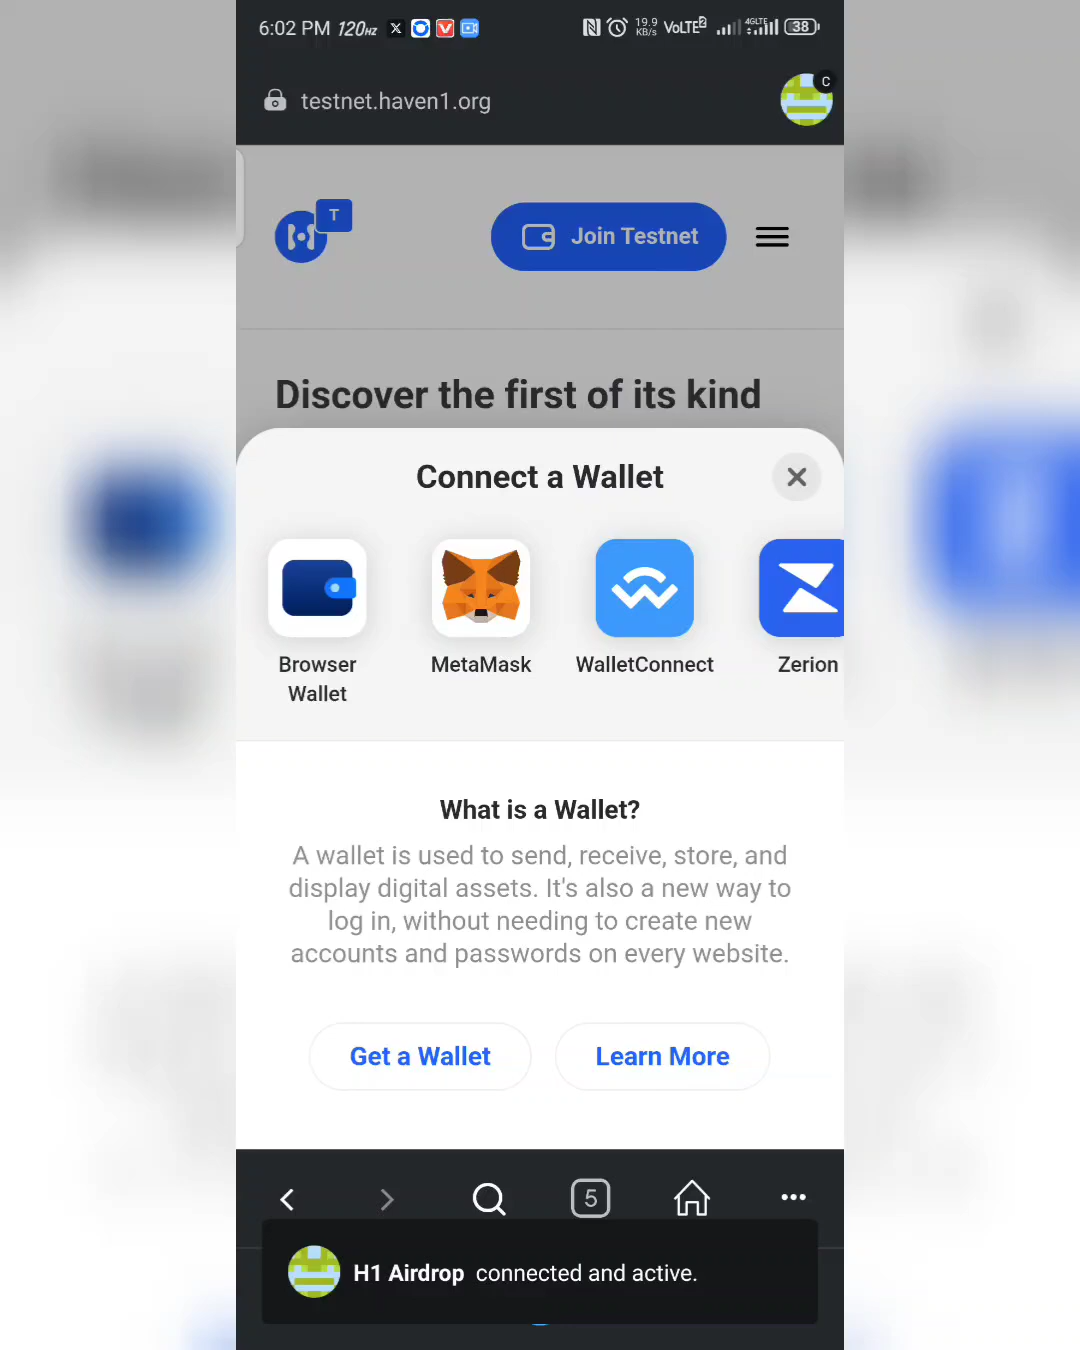 6:02 PM 120HZ X V 19.9 KB/s VoLTE2 4GLTE 38
testnet.haven1.org C
T
Join Testnet
Discover the first of its kind
Connect a Wallet
Browser Wallet
MetaMask
WalletConnect
Zerion
What is a Wallet?
A wallet is used to send, receive, store, and
display digital assets. It's also a new way to
log in, without needing to create new
accounts and passwords on every website.
Get a Wallet Learn More
5
H1 Airdrop connected and active.